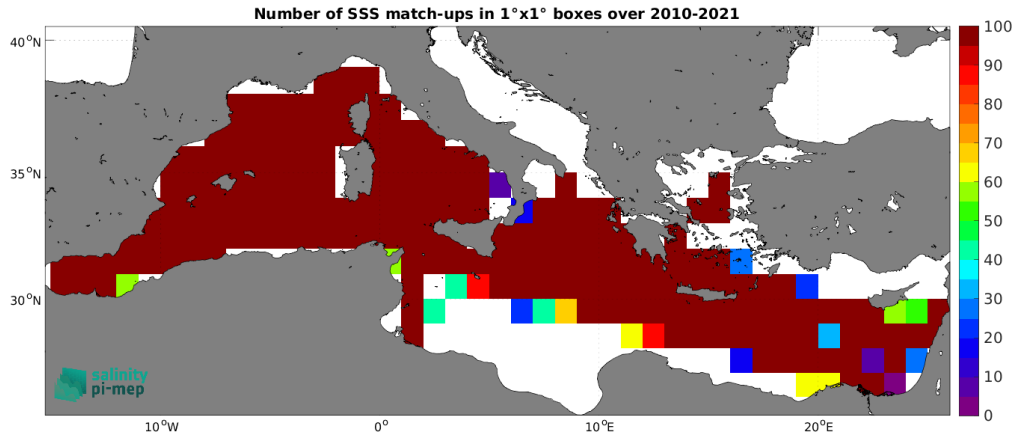 Number of SSS match-ups in 1°x1° boxes over 2010-2021
40°N
35°N
30°N
10°W
0°
10°E
20°E
100
90
80
70
60
50
40
30
20
10
0
salinity
pi-mep